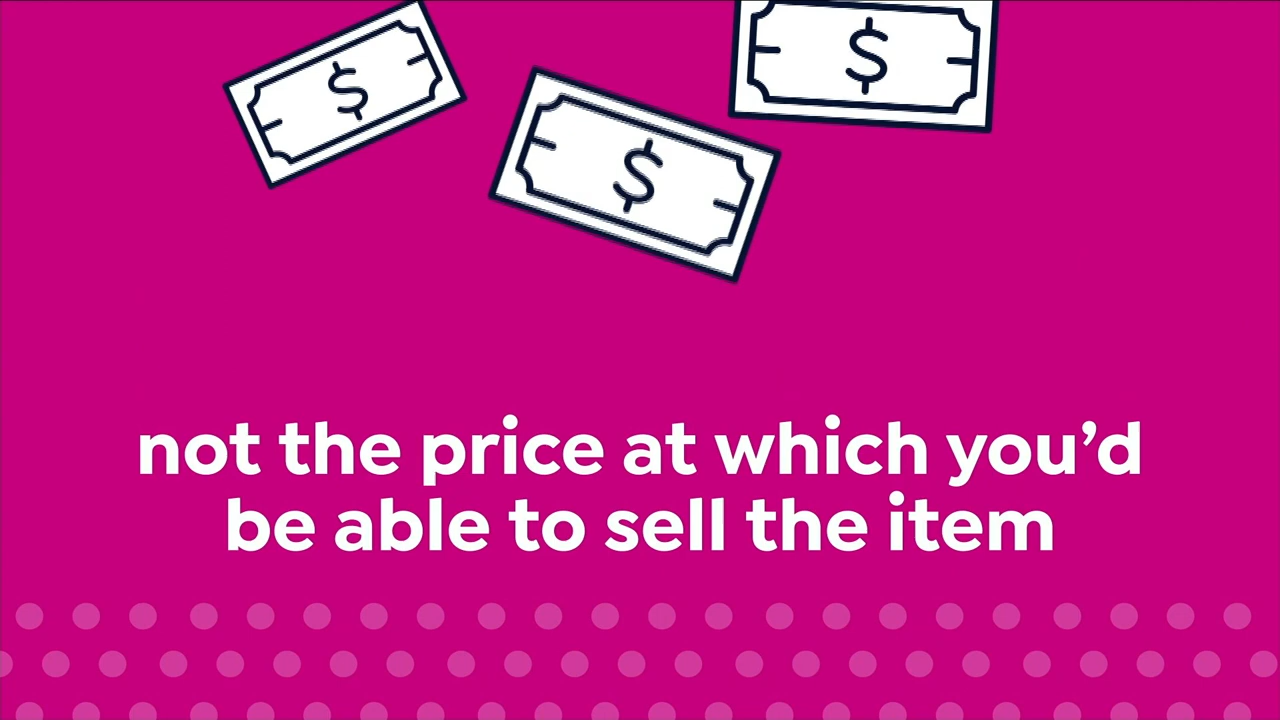 $
$
$
not the price at which you’d
be able to sell the item